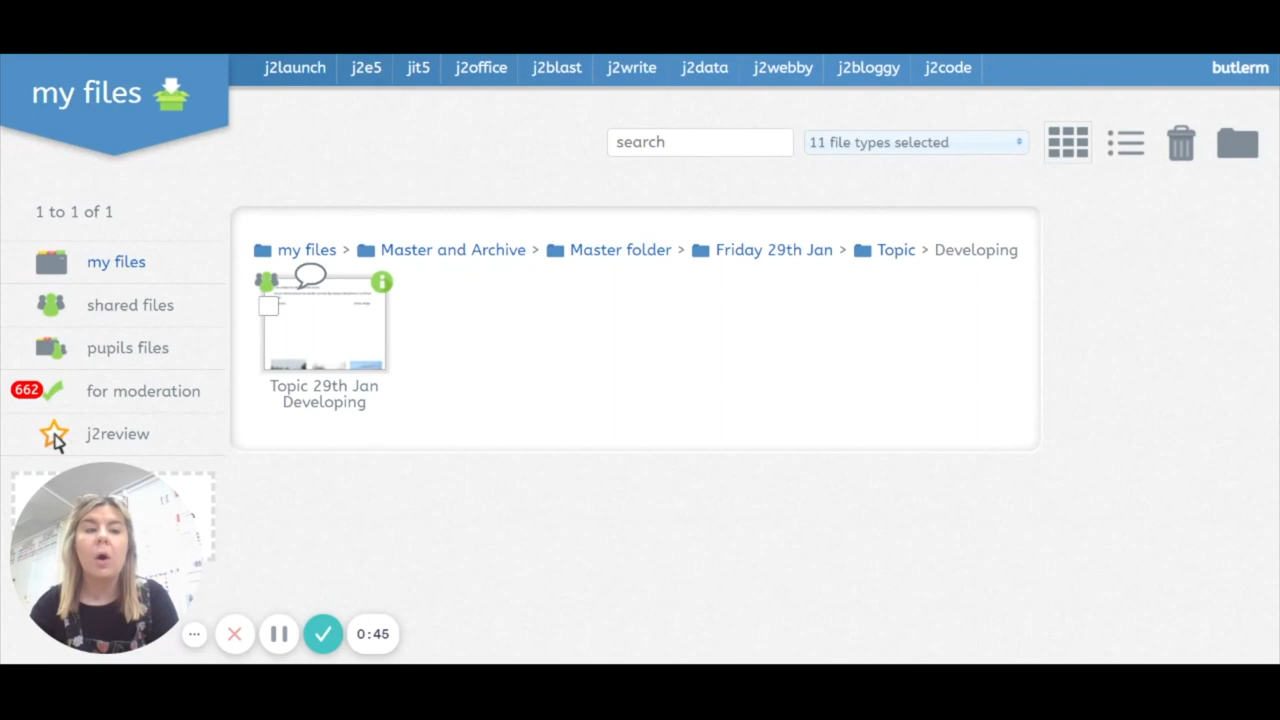 my files
j2launch j2e5 jit5 j2office j2blast j2write j2data j2webby j2bloggy j2code butlerm
search 11 file types selected
1 to 1 of 1
my files
shared files
pupils files
662 for moderation
j2review
my files > Master and Archive > Master folder > Friday 29th Jan > Topic > Developing
Topic 29th Jan
Developing
0:45